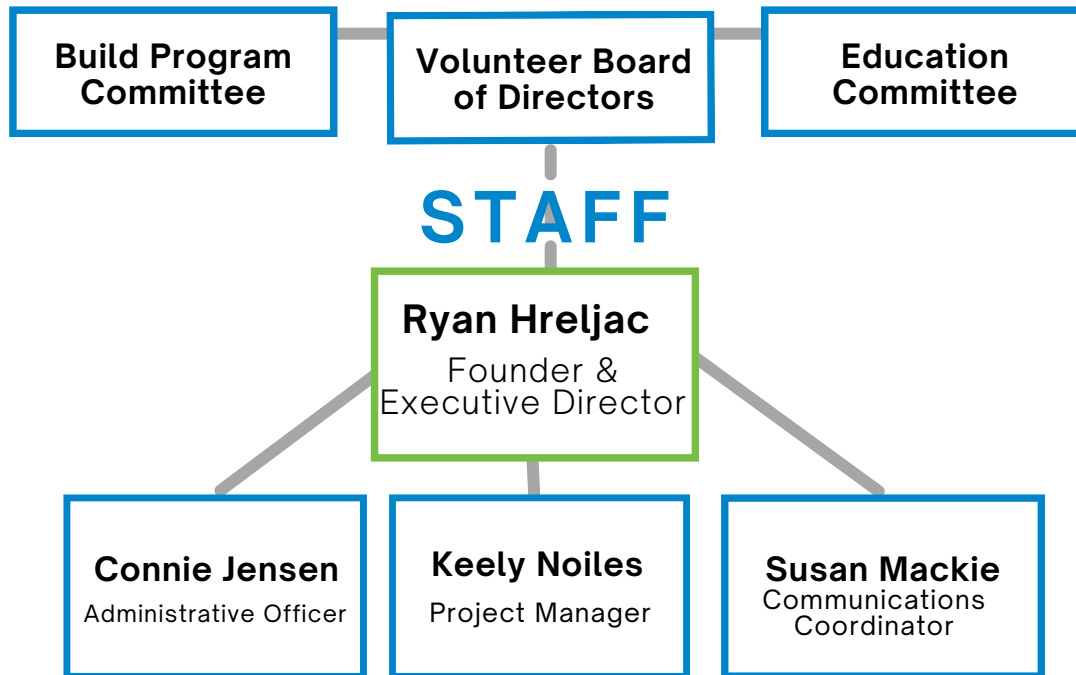 Build Program
Committee
Volunteer Board
of Directors
Education
Committee
STAFF
Ryan Hreljac
Founder &
Executive Director
Connie Jensen
Administrative Officer
Keely Noiles
Project Manager
Susan Mackie
Communications
Coordinator